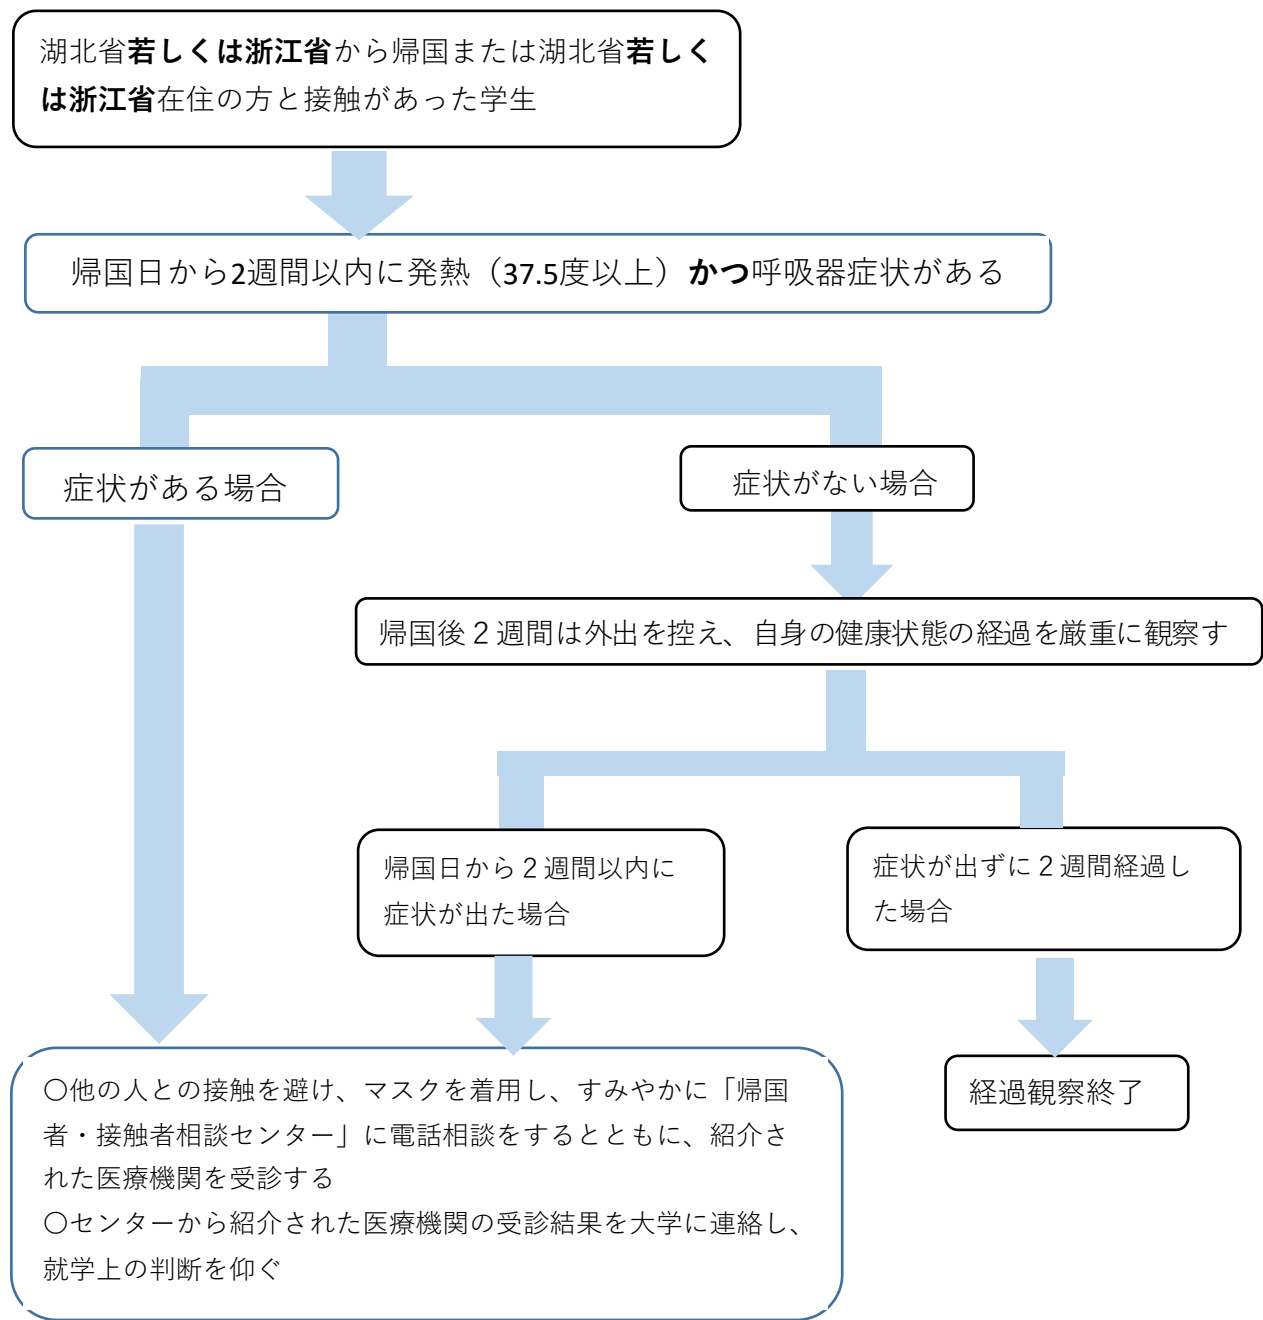 湖北省若しくは浙江省から帰国または湖北省若しく
は浙江省在住の方と接触があった学生
帰国日から2週間以内に発熱（37.5度以上）かつ呼吸器症状がある
症状がある場合
症状がない場合
帰国後２週間は外出を控え、自身の健康状態の経過を厳重に観察す
帰国日から２週間以内に
症状が出た場合
症状が出ずに２週間経過し
た場合
〇他の人との接触を避け、マスクを着用し、すみやかに「帰国
者・接触者相談センター」に電話相談をするとともに、紹介さ
れた医療機関を受診する
〇センターから紹介された医療機関の受診結果を大学に連絡し、
就学上の判断を仰ぐ
経過観察終了